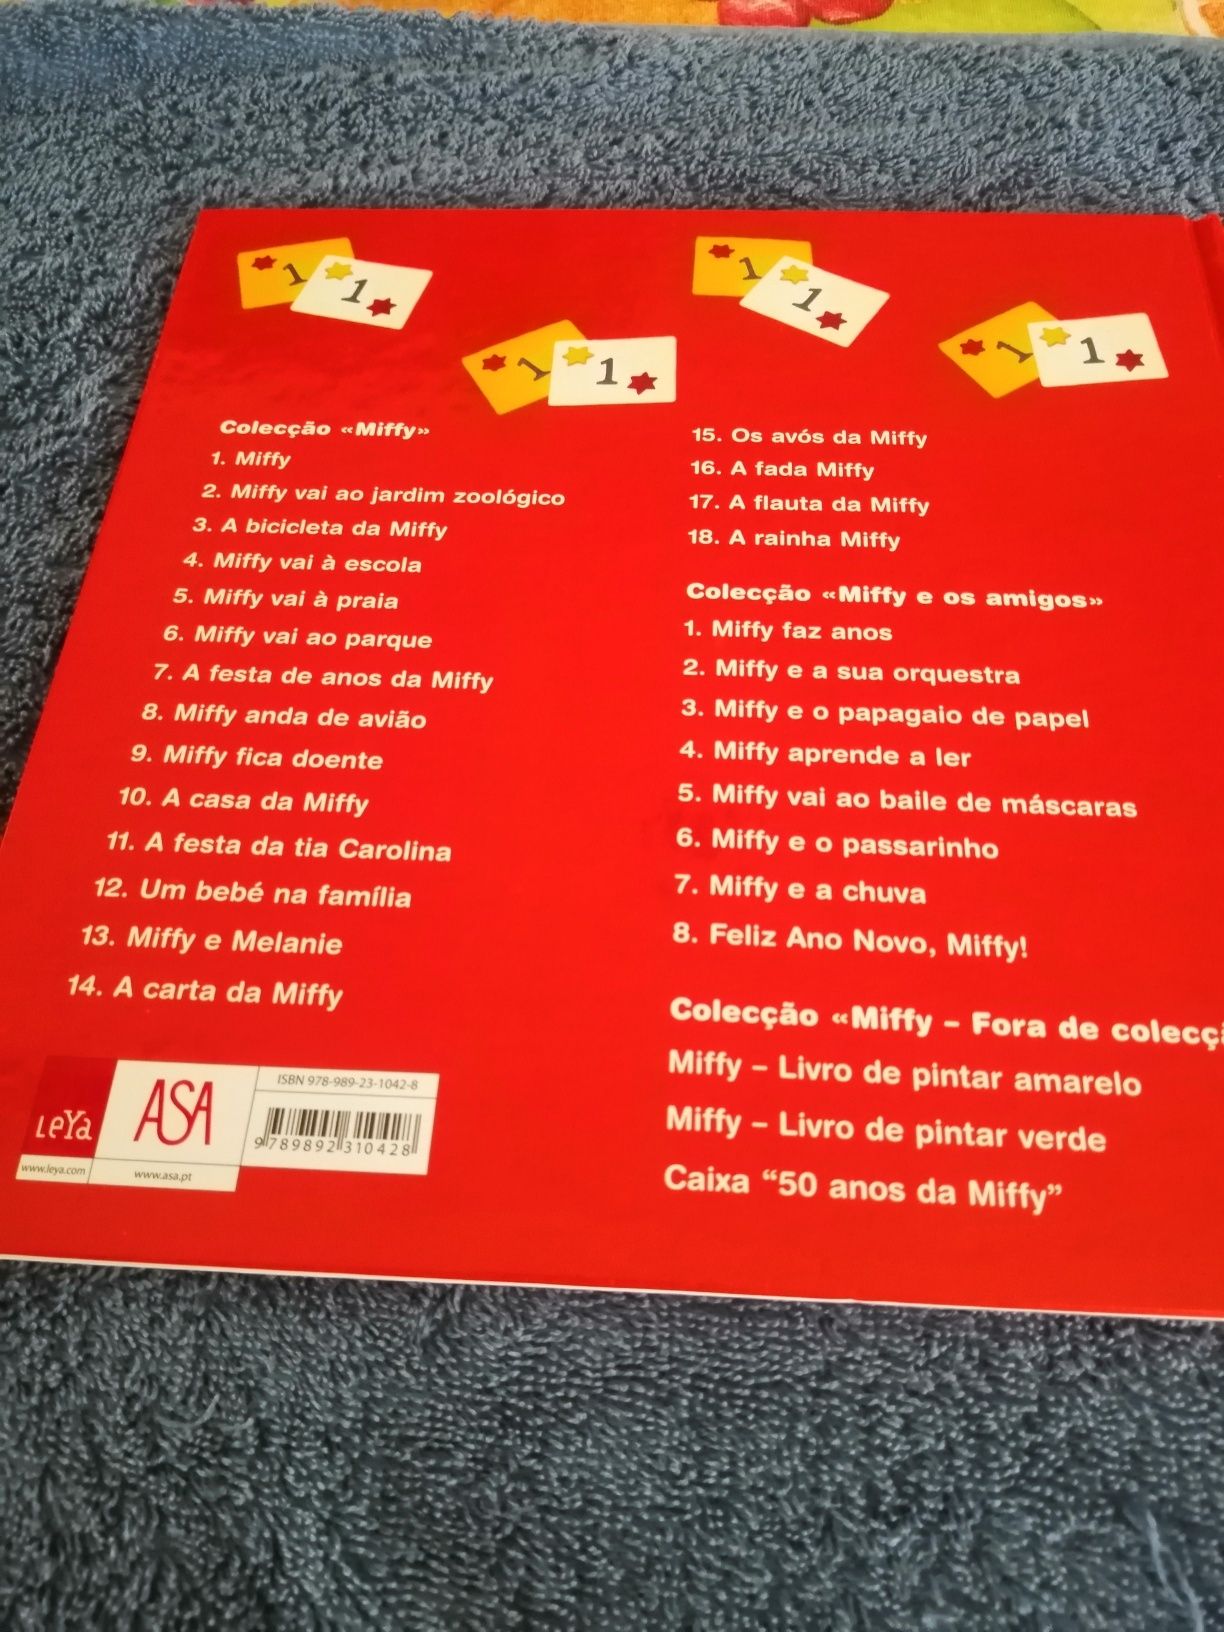 1 1
1 1
1 1
1 1
Colecção «Miffy»
1. Miffy
2. Miffy vai ao jardim zoológico
3. A bicicleta da Miffy
4. Miffy vai à escola
5. Miffy vai à praia
6. Miffy vai ao parque
7. A festa de anos da Miffy
8. Miffy anda de avião
9. Miffy fica doente
10. A casa da Miffy
11. A festa da tia Carolina
12. Um bebé na família
13. Miffy e Melanie
14. A carta da Miffy
15. Os avós da Miffy
16. A fada Miffy
17. A flauta da Miffy
18. A rainha Miffy
Colecção «Miffy e os amigos»
1. Miffy faz anos
2. Miffy e a sua orquestra
3. Miffy e o papagaio de papel
4. Miffy aprende a ler
5. Miffy vai ao baile de máscaras
6. Miffy e o passarinho
7. Miffy e a chuva
8. Feliz Ano Novo, Miffy!
Colecção «Miffy – Fora de colecç
Miffy – Livro de pintar amarelo
Miffy – Livro de pintar verde
Caixa “50 anos da Miffy”
LeYa
www.leya.com
ASA
www.asa.pt
ISBN 978-989-23-1042-8
9 789892 310428